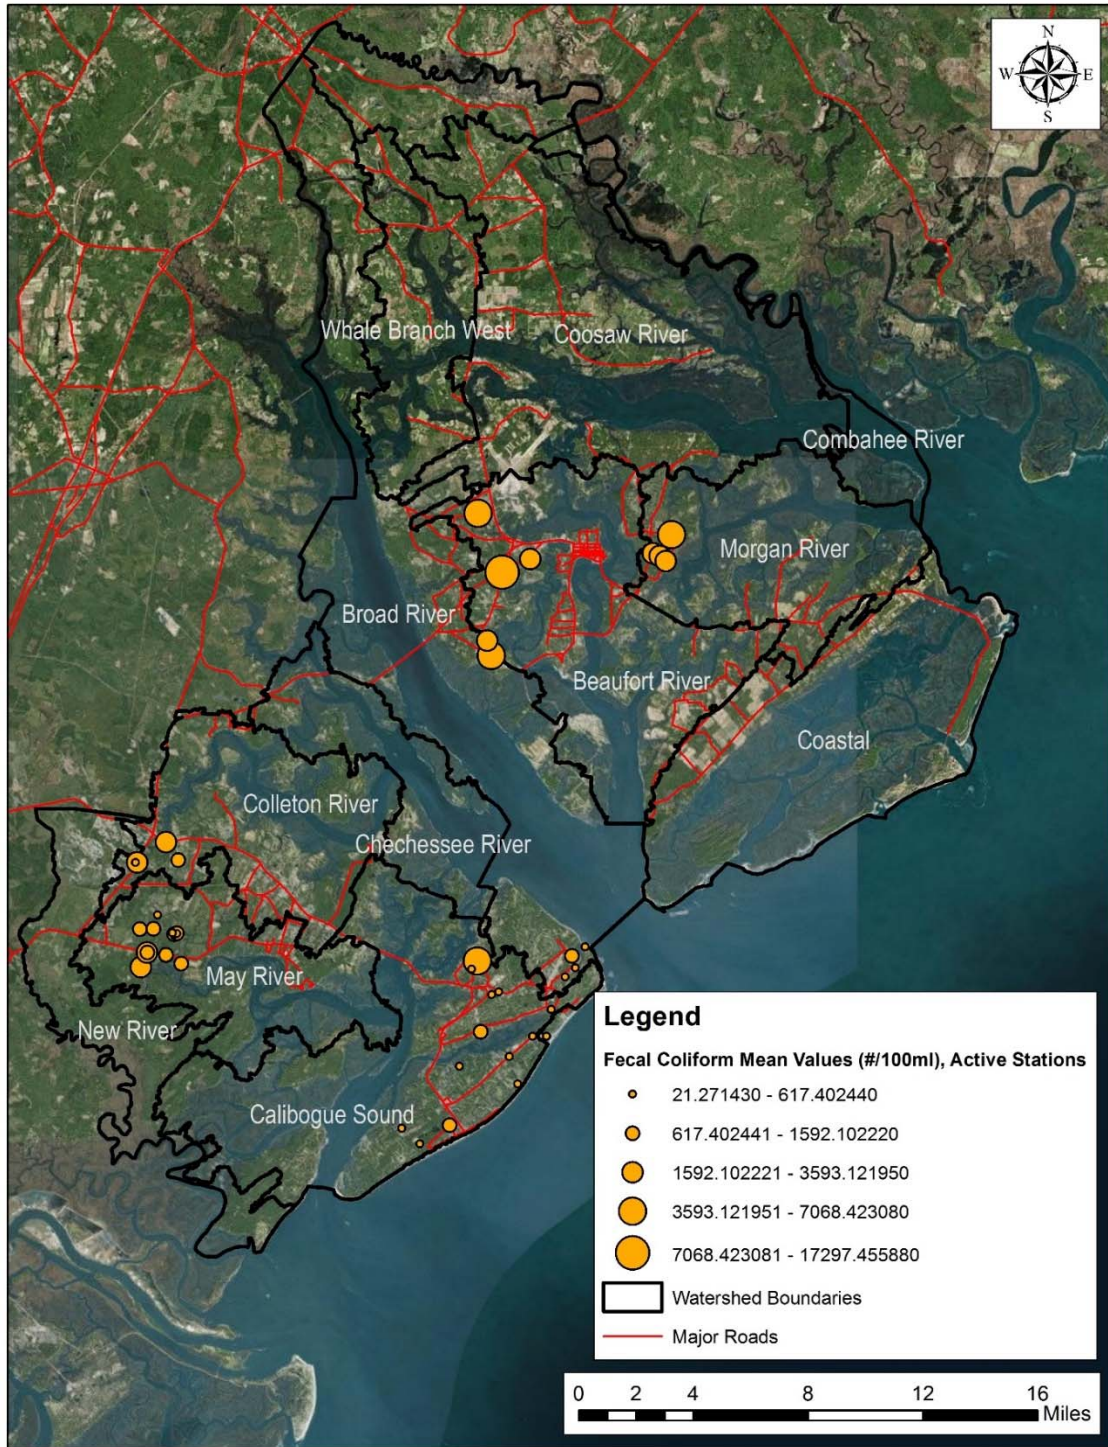 N
W E
S
Whale Branch West
Coosaw River
Combahee River
Morgan River
Broad River
Beaufort River
Coastal
Colleton River
Chechessee River
May River
New River
Calibogue Sound
Legend
Fecal Coliform Mean Values (#/100ml), Active Stations
21.271430 - 617.402440
617.402441 - 1592.102220
1592.102221 - 3593.121950
3593.121951 - 7068.423080
7068.423081 - 17297.455880
Watershed Boundaries
Major Roads
0 2 4 8 12 16
Miles